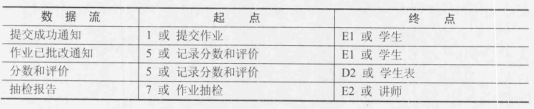 数据流 起点 终点
提交成功通知 1 或 提交作业 E1 或 学生
作业已批改通知 5 或 记录分数和评价 E1 或 学生
分数和评价 5 或 记录分数和评价 D2 或 学生表
抽检报告 7 或 作业抽检 E2 或 讲师